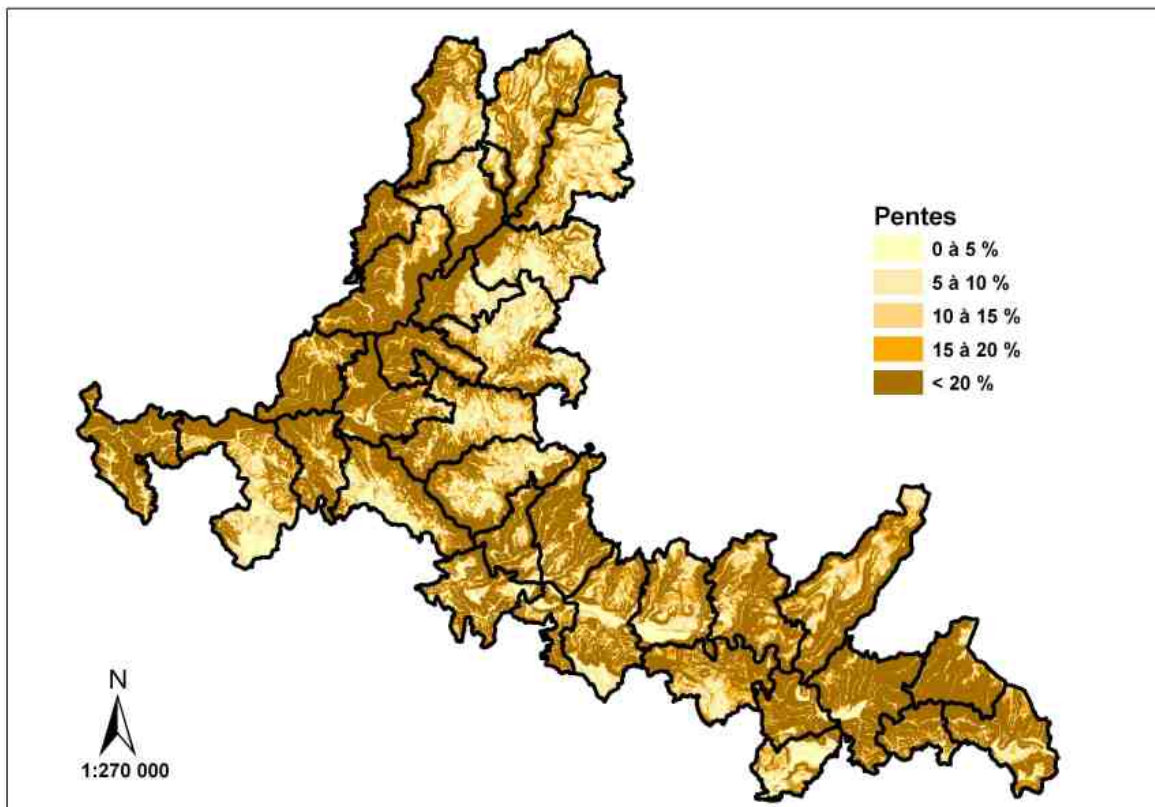 Pentes
0 à 5 %
5 à 10 %
10 à 15 %
15 à 20 %
< 20 %
N
1:270 000